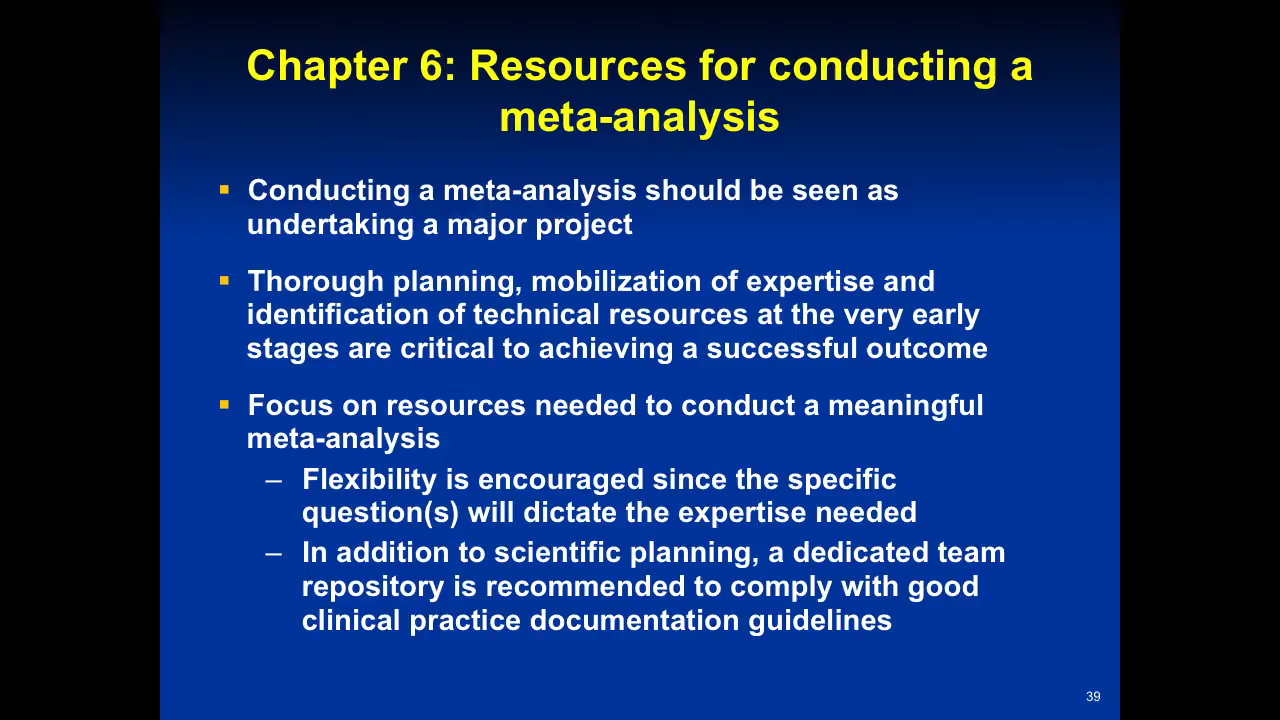 Chapter 6: Resources for conducting a
meta-analysis
▪ Conducting a meta-analysis should be seen as
undertaking a major project
▪ Thorough planning, mobilization of expertise and
identification of technical resources at the very early
stages are critical to achieving a successful outcome
▪ Focus on resources needed to conduct a meaningful
meta-analysis
– Flexibility is encouraged since the specific
question(s) will dictate the expertise needed
– In addition to scientific planning, a dedicated team
repository is recommended to comply with good
clinical practice documentation guidelines
39